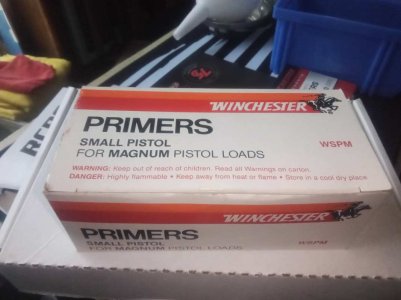 WINCHESTER
PRIMERS
SMALL PISTOL
FOR MAGNUM PISTOL LOADS
WSPM
WARNING: Keep out of reach of children. Read all Warnings on carton.
DANGER: Highly flammable • Keep away from heat or flame • Store in a cool dry place.
WINCHESTER
PRIMERS
SMALL PISTOL
FOR MAGNUM PISTOL LOADS
WSPM